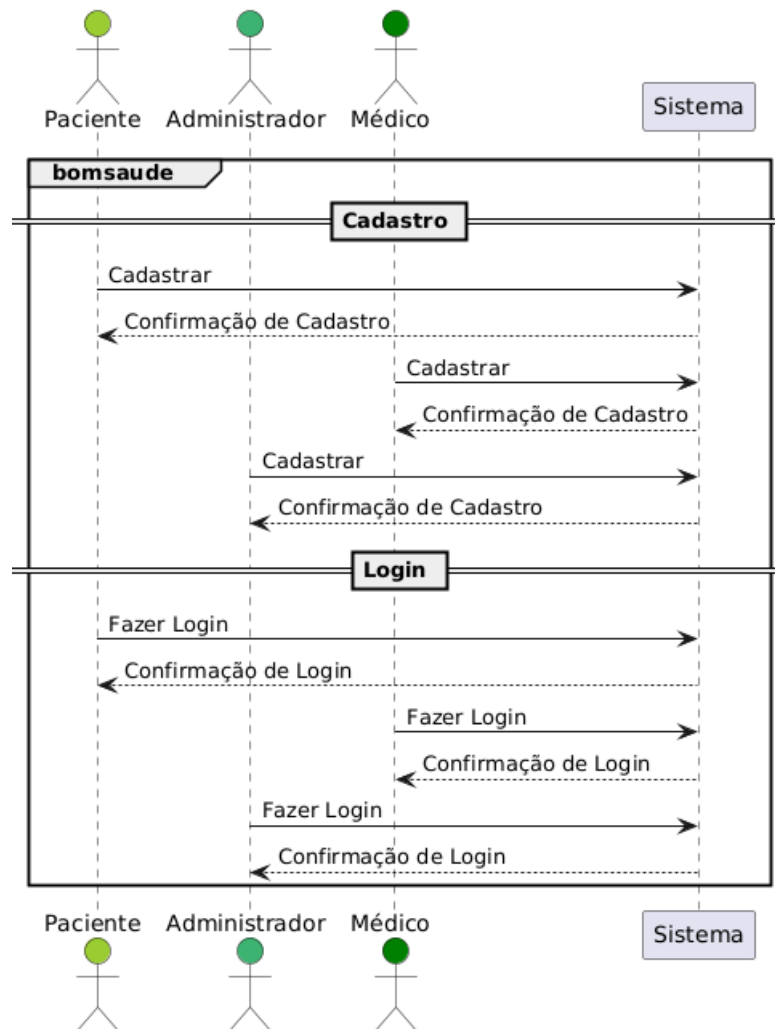 Paciente Administrador Médico Sistema
bomsaude
Cadastro
Cadastrar
Confirmação de Cadastro
Cadastrar
Confirmação de Cadastro
Cadastrar
Confirmação de Cadastro
Login
Fazer Login
Confirmação de Login
Fazer Login
Confirmação de Login
Fazer Login
Confirmação de Login
Paciente Administrador Médico Sistema